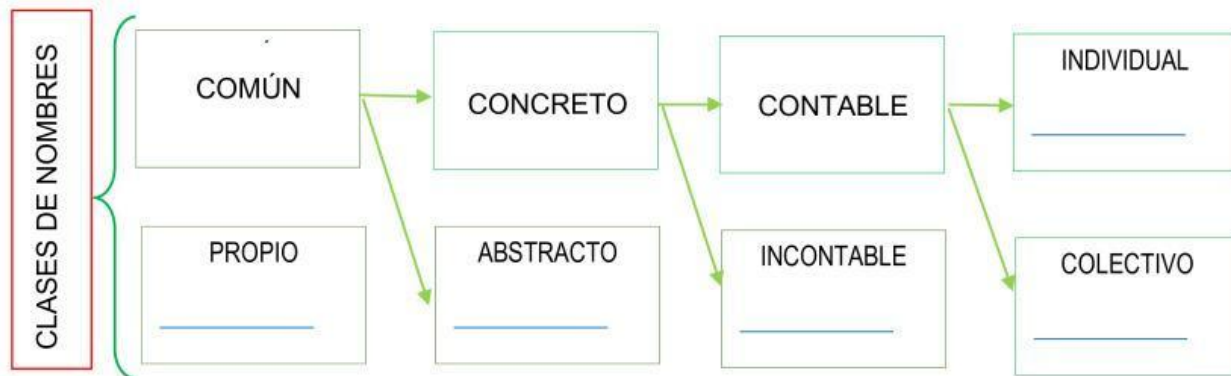 CLASES DE NOMBRES
COMÚN
CONCRETO
CONTABLE
INDIVIDUAL
PROPIO
ABSTRACTO
INCONTABLE
COLECTIVO